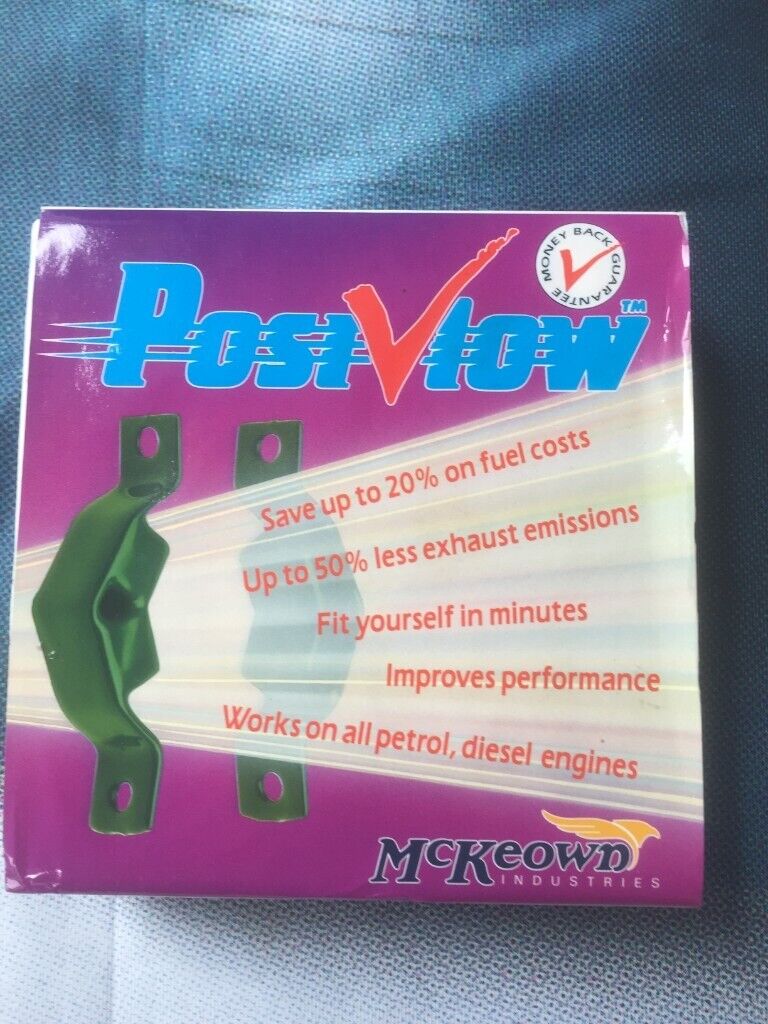 MONEY BACK GUARANTEE
PosiVlow™
Save up to 20% on fuel costs
Up to 50% less exhaust emissions
Fit yourself in minutes
Improves performance
Works on all petrol, diesel engines
McKeown
INDUSTRIES